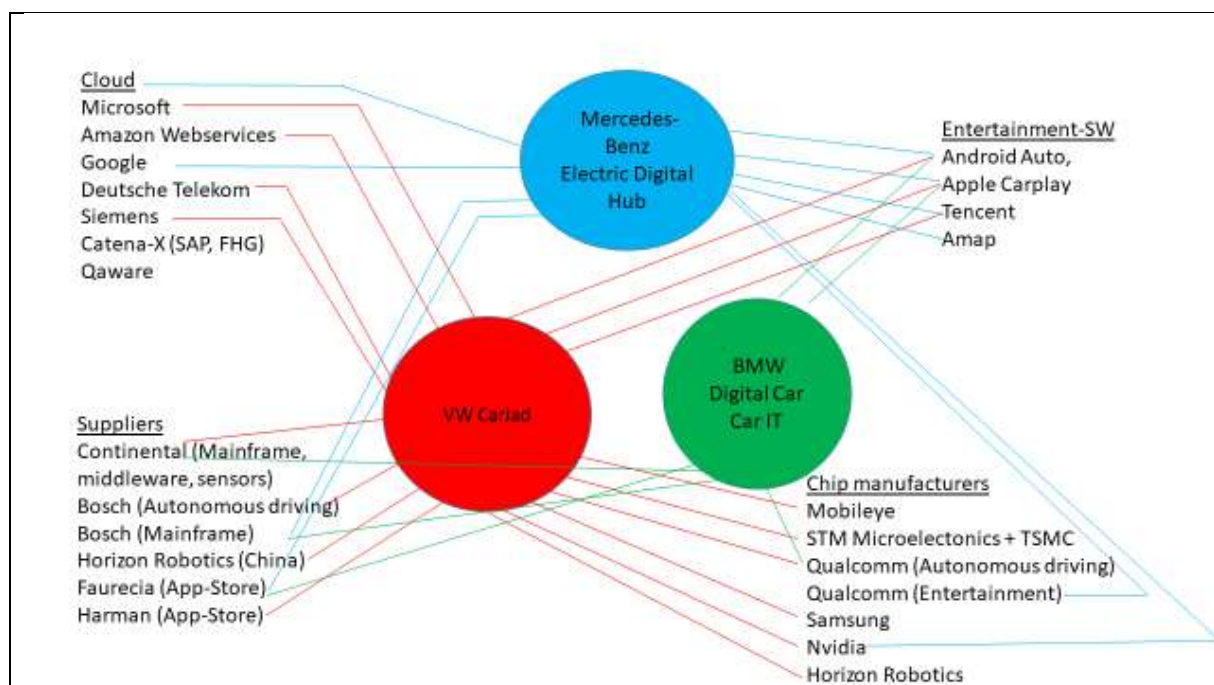 Cloud
Microsoft
Amazon Webservices
Google
Deutsche Telekom
Siemens
Catena-X (SAP, FHG)
Qaware
Mercedes-
Benz
Electric Digital
Hub
Entertainment-SW
Android Auto,
Apple Carplay
Tencent
Amap
VW Cariad
BMW
Digital Car
Car IT
Suppliers
Continental (Mainframe,
middleware, sensors)
Bosch (Autonomous driving)
Bosch (Mainframe)
Horizon Robotics (China)
Faurecia (App-Store)
Harman (App-Store)
Chip manufacturers
Mobileye
STM Microelectonics + TSMC
Qualcomm (Autonomous driving)
Qualcomm (Entertainment)
Samsung
Nvidia
Horizon Robotics